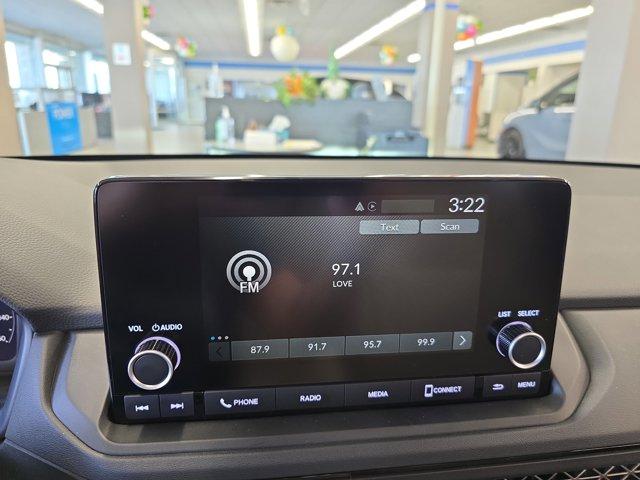 3:22
Text Scan
97.1
FM
LOVE
VOL AUDIO
LIST SELECT
87.9 91.7 95.7 99.9
PHONE RADIO MEDIA CONNECT MENU